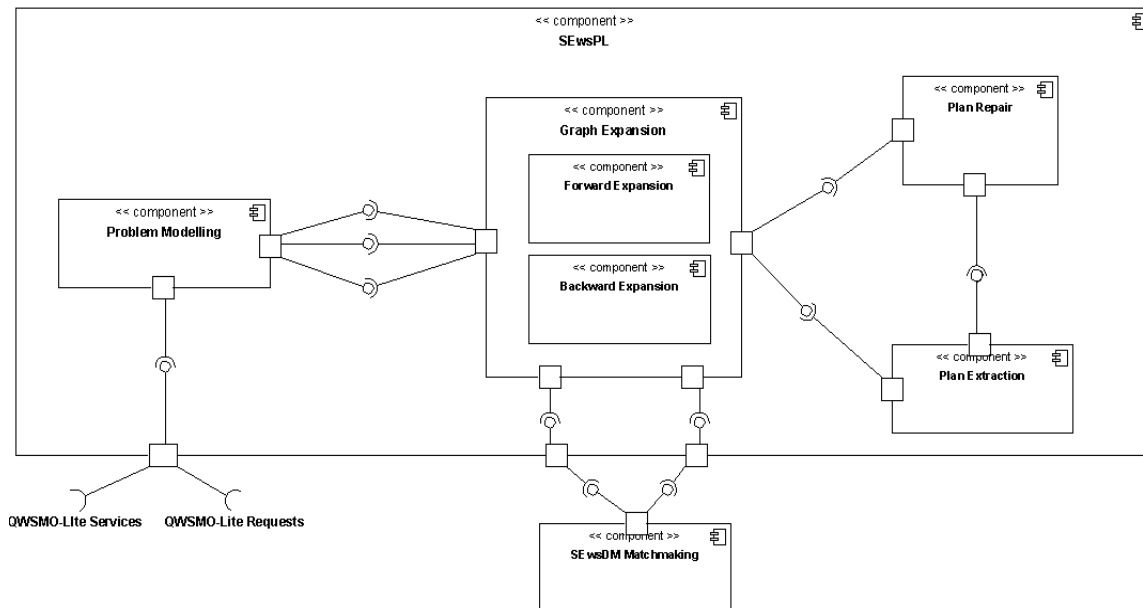 << component >>
SEwsPL
<< component >>
Plan Repair
<< component >>
Graph Expansion
<< component >>
Forward Expansion
<< component >>
Problem Modelling
<< component >>
Backward Expansion
<< component >>
Plan Extraction
QWSMO-LIte Services
QWSMO-Lite Requests
<< component >>
SEwsDM Matchmaking